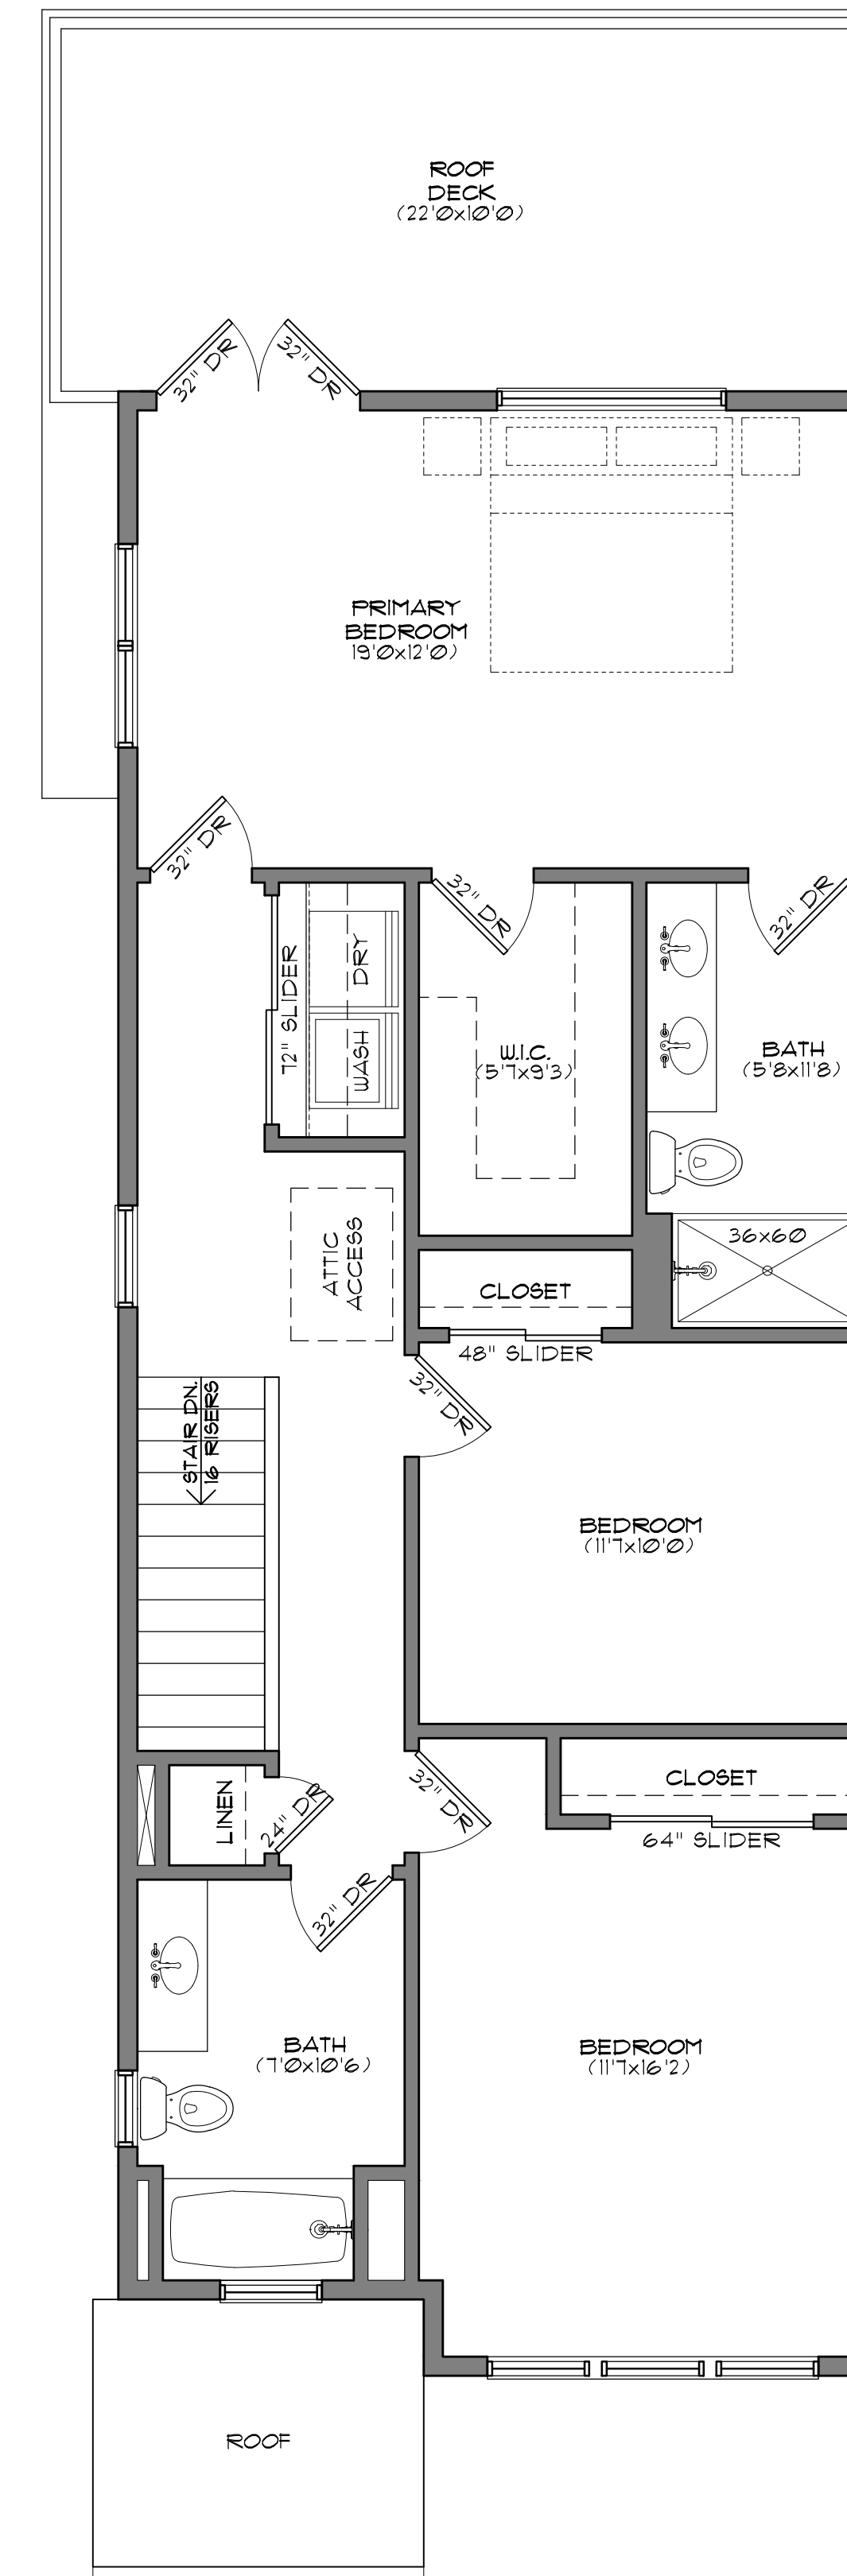 ROOF
DECK
(22'0x10'0)
32" DR
32" DR
PRIMARY
BEDROOM
19'0x12'0)
32" DR
32" DR
32" DR
72" SLIDER
DRY
WASH
W.I.C.
(5'7x9'3)
BATH
(5'8x11'8)
36x60
ATTIC
ACCESS
CLOSET
48" SLIDER
32" DR
STAIR DN.
16 RISERS
BEDROOM
(11'7x10'0)
LINEN
24" DR
32" DR
CLOSET
64" SLIDER
32" DR
BATH
(7'0x10'6)
BEDROOM
(11'7x16'2)
ROOF